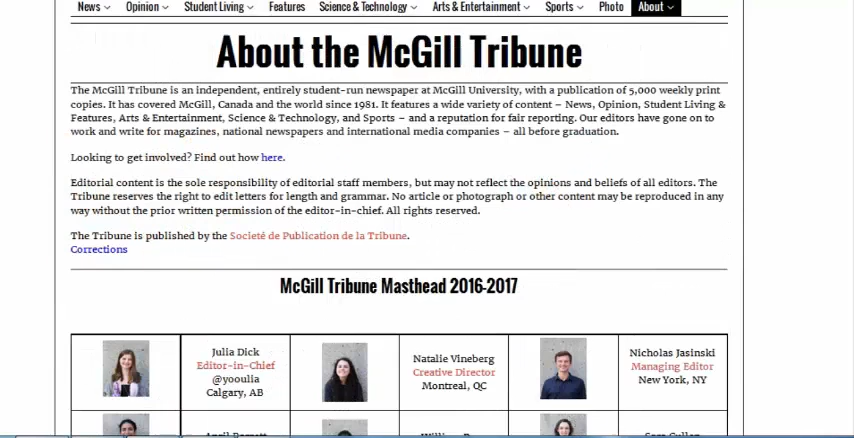 News Opinion Student Living Features Science & Technology Arts & Entertainment Sports Photo About
About the McGill Tribune
The McGill Tribune is an independent, entirely student-run newspaper at McGill University, with a publication of 5,000 weekly print
copies. It has covered McGill, Canada and the world since 1981. It features a wide variety of content – News, Opinion, Student Living &
Features, Arts & Entertainment, Science & Technology, and Sports – and a reputation for fair reporting. Our editors have gone on to
work and write for magazines, national newspapers and international media companies – all before graduation.
Looking to get involved? Find out how here.
Editorial content is the sole responsibility of editorial staff members, but may not reflect the opinions and beliefs of all editors. The
Tribune reserves the right to edit letters for length and grammar. No article or photograph or other content may be reproduced in any
way without the prior written permission of the editor-in-chief. All rights reserved.
The Tribune is published by the Societé de Publication de la Tribune.
Corrections
McGill Tribune Masthead 2016-2017
Julia Dick
Editor-in-Chief
@yooulia
Calgary, AB
Natalie Vineberg
Creative Director
Montreal, QC
Nicholas Jasinski
Managing Editor
New York, NY